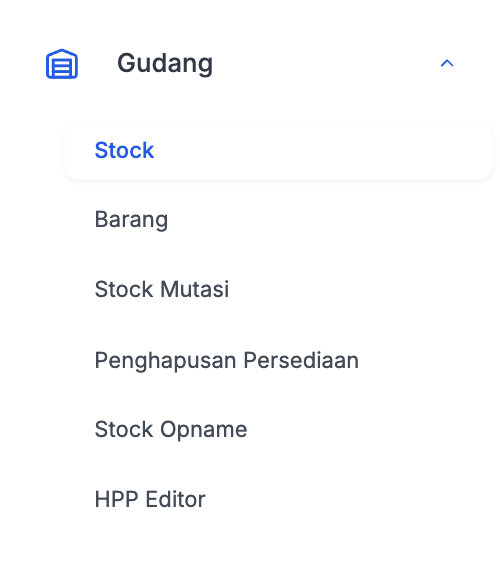 Gudang
Stock
Barang
Stock Mutasi
Penghapusan Persediaan
Stock Opname
HPP Editor